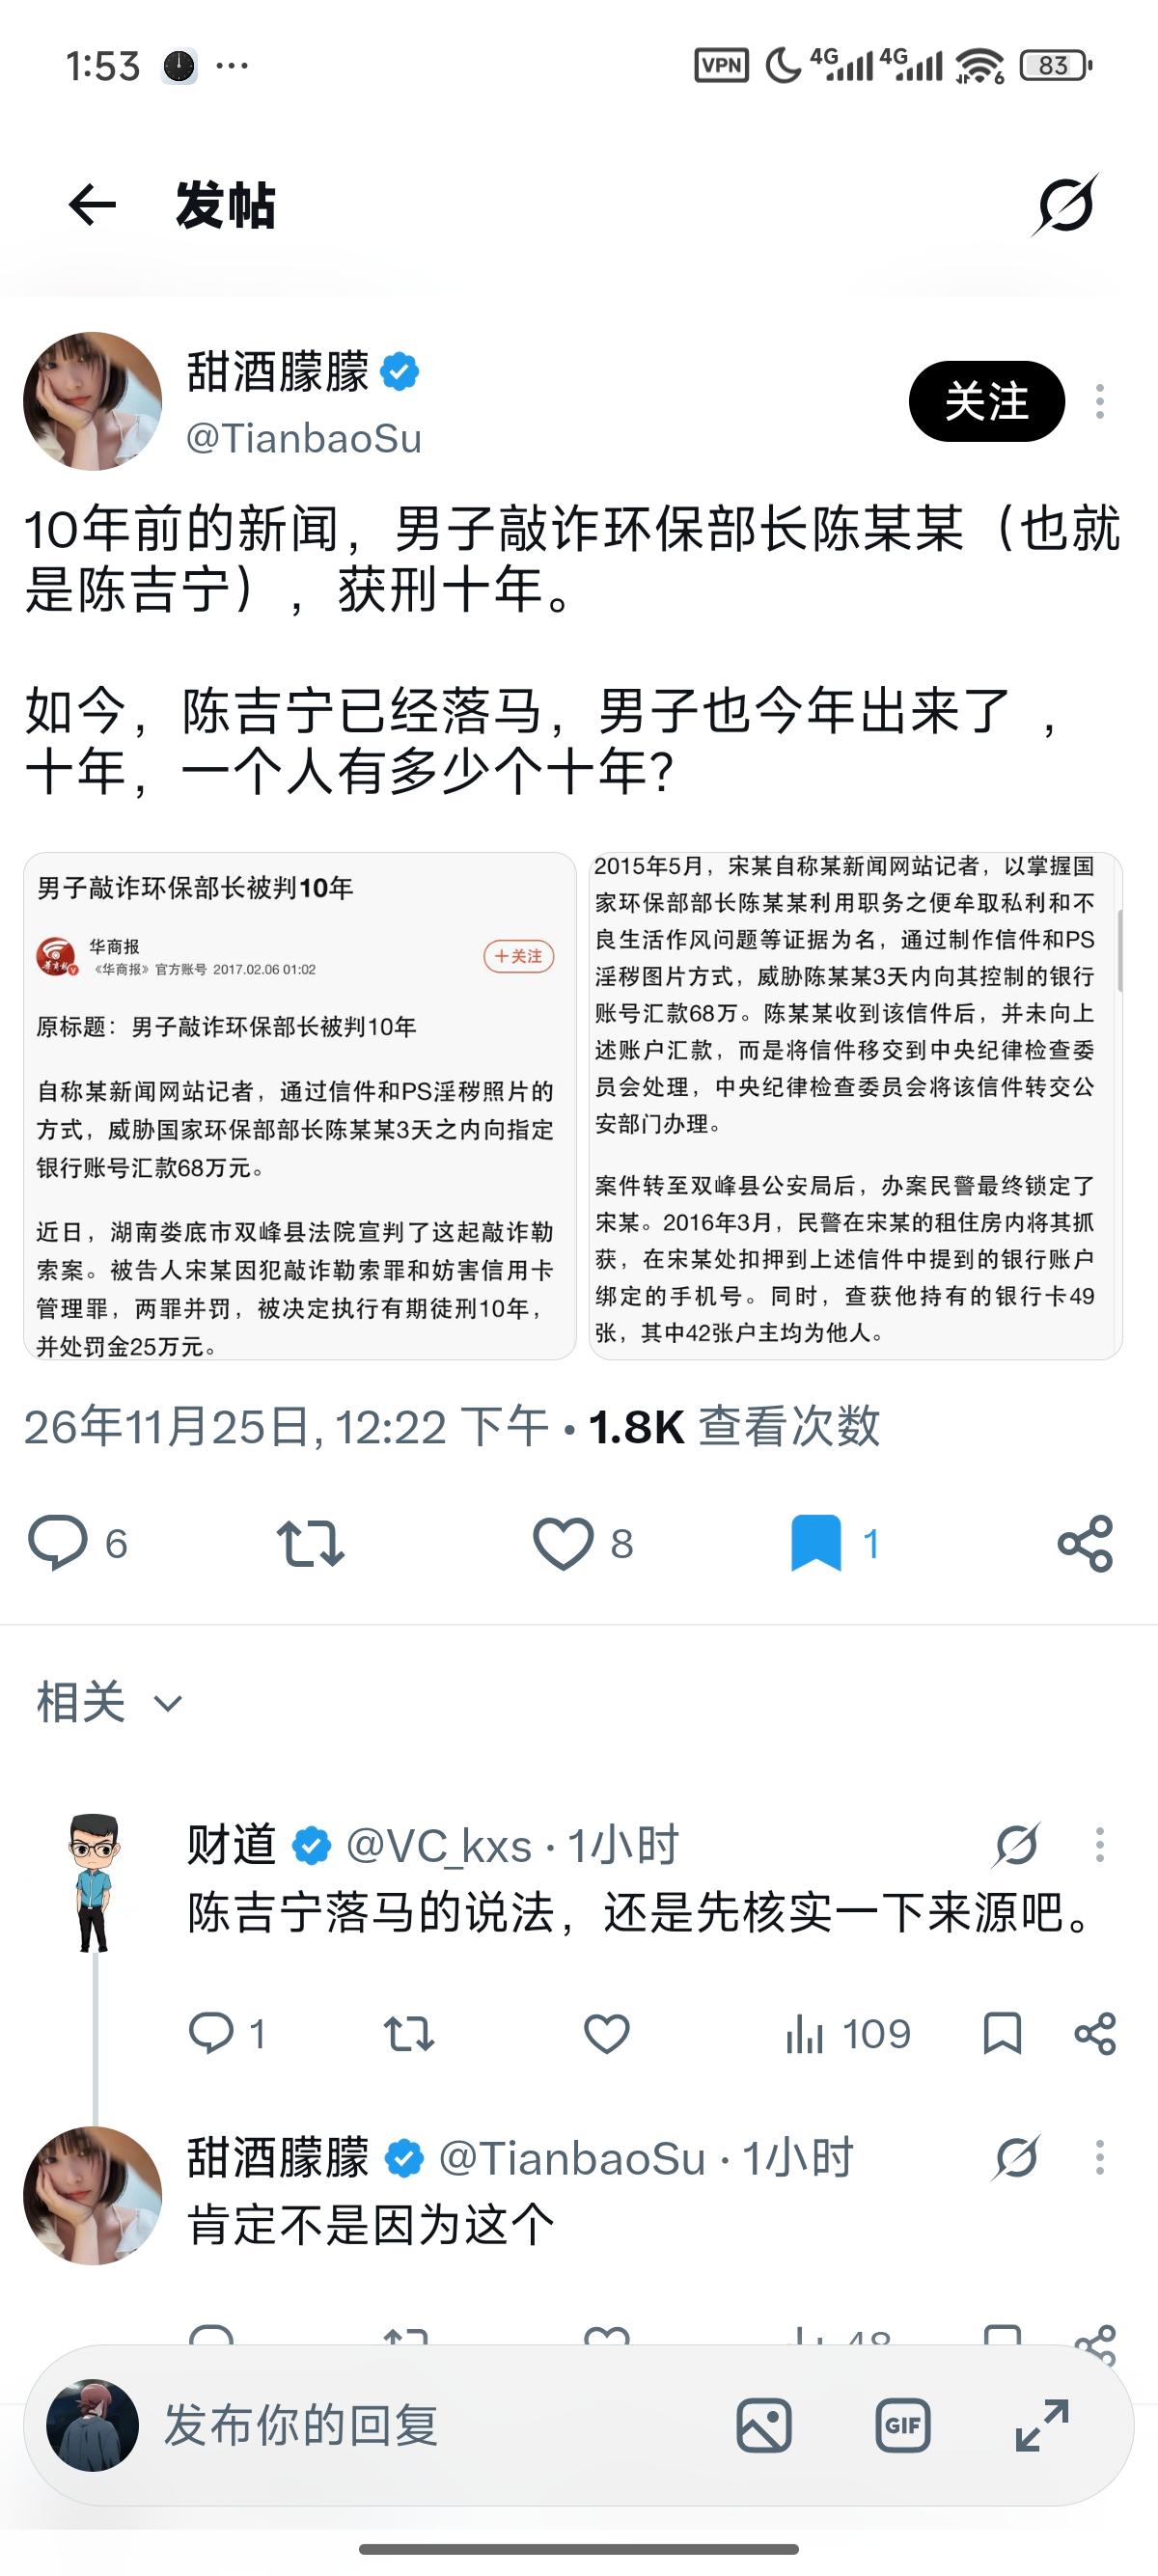 1:53
VPN
4G
4G
6
83
发帖
甜酒朦朦
@TianbaoSu
关注
10年前的新闻，男子敲诈环保部长陈某某（也就
是陈吉宁），获刑十年。
如今，陈吉宁已经落马，男子也今年出来了 ，
十年，一个人有多少个十年？
男子敲诈环保部长被判10年
华商报
《华商报》官方账号 2017.02.06 01:02
＋关注
原标题：男子敲诈环保部长被判10年
自称某新闻网站记者，通过信件和PS淫秽照片的
方式，威胁国家环保部部长陈某某3天之内向指定
银行账号汇款68万元。
近日，湖南娄底市双峰县法院宣判了这起敲诈勒
索案。被告人宋某因犯敲诈勒索罪和妨害信用卡
管理罪，两罪并罚，被决定执行有期徒刑10年，
并处罚金25万元。
2015年5月，宋某自称某新闻网站记者，以掌握国
家环保部部长陈某某利用职务之便牟取私利和不
良生活作风问题等证据为名，通过制作信件和PS
淫秽图片方式，威胁陈某某3天内向其控制的银行
账号汇款68万。陈某某收到该信件后，并未向上
述账户汇款，而是将信件移交到中央纪律检查委
员会处理，中央纪律检查委员会将该信件转交公
安部门办理。
案件转至双峰县公安局后，办案民警最终锁定了
宋某。2016年3月，民警在宋某的租住房内将其抓
获，在宋某处扣押到上述信件中提到的银行账户
绑定的手机号。同时，查获他持有的银行卡49
张，其中42张户主均为他人。
26年11月25日, 12:22 下午 · 1.8K 查看次数
6
8
1
相关
财道 @VC_kxs · 1小时
陈吉宁落马的说法，还是先核实一下来源吧。
1
109
甜酒朦朦 @TianbaoSu · 1小时
肯定不是因为这个
48
发布你的回复
GIF